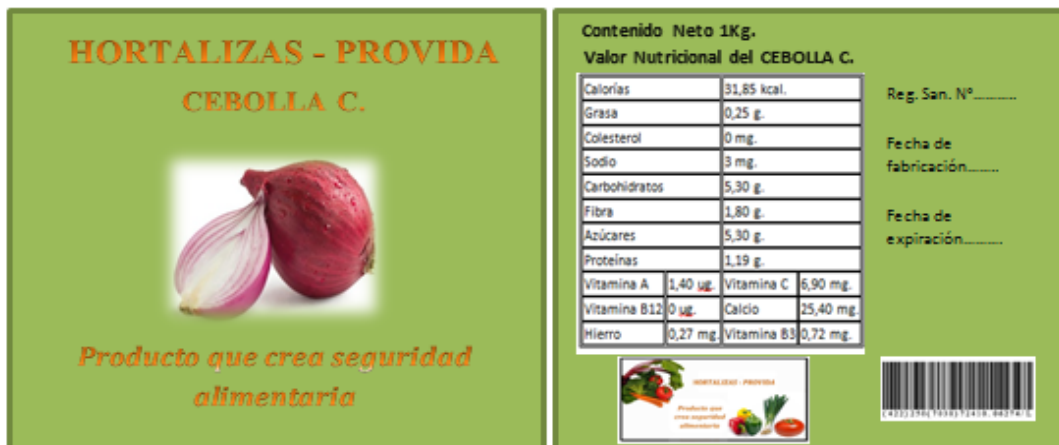 HORTALIZAS - PROVIDA
CEBOLLA C.
Producto que crea seguridad
alimentaria
Contenido Neto 1Kg.
Valor Nutricional del CEBOLLA C.
Calorías 31,85 kcal.
Grasa 0,25 g.
Colesterol 0 mg.
Sodio 3 mg.
Carbohidratos 5,30 g.
Fibra 1,80 g.
Azúcares 5,30 g.
Proteínas 1,19 g.
Vitamina A 1,40 ug. Vitamina C 6,90 mg.
Vitamina B12 0 ug. Calcio 25,40 mg.
Hierro 0,27 mg. Vitamina B3 0,72 mg.
Reg. San. Nº..........
Fecha de
fabricación........
Fecha de
expiración..........
HORTALIZAS - PROVIDA
Producto que
crea seguridad
alimentaria